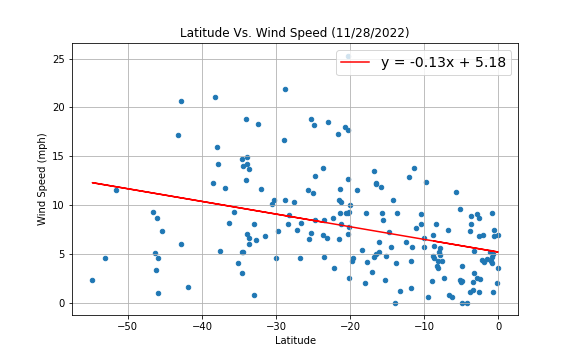 Latitude Vs. Wind Speed (11/28/2022)
y = -0.13x + 5.18
25
20
15
10
5
0
Wind Speed (mph)
−50 −40 −30 −20 −10 0
Latitude